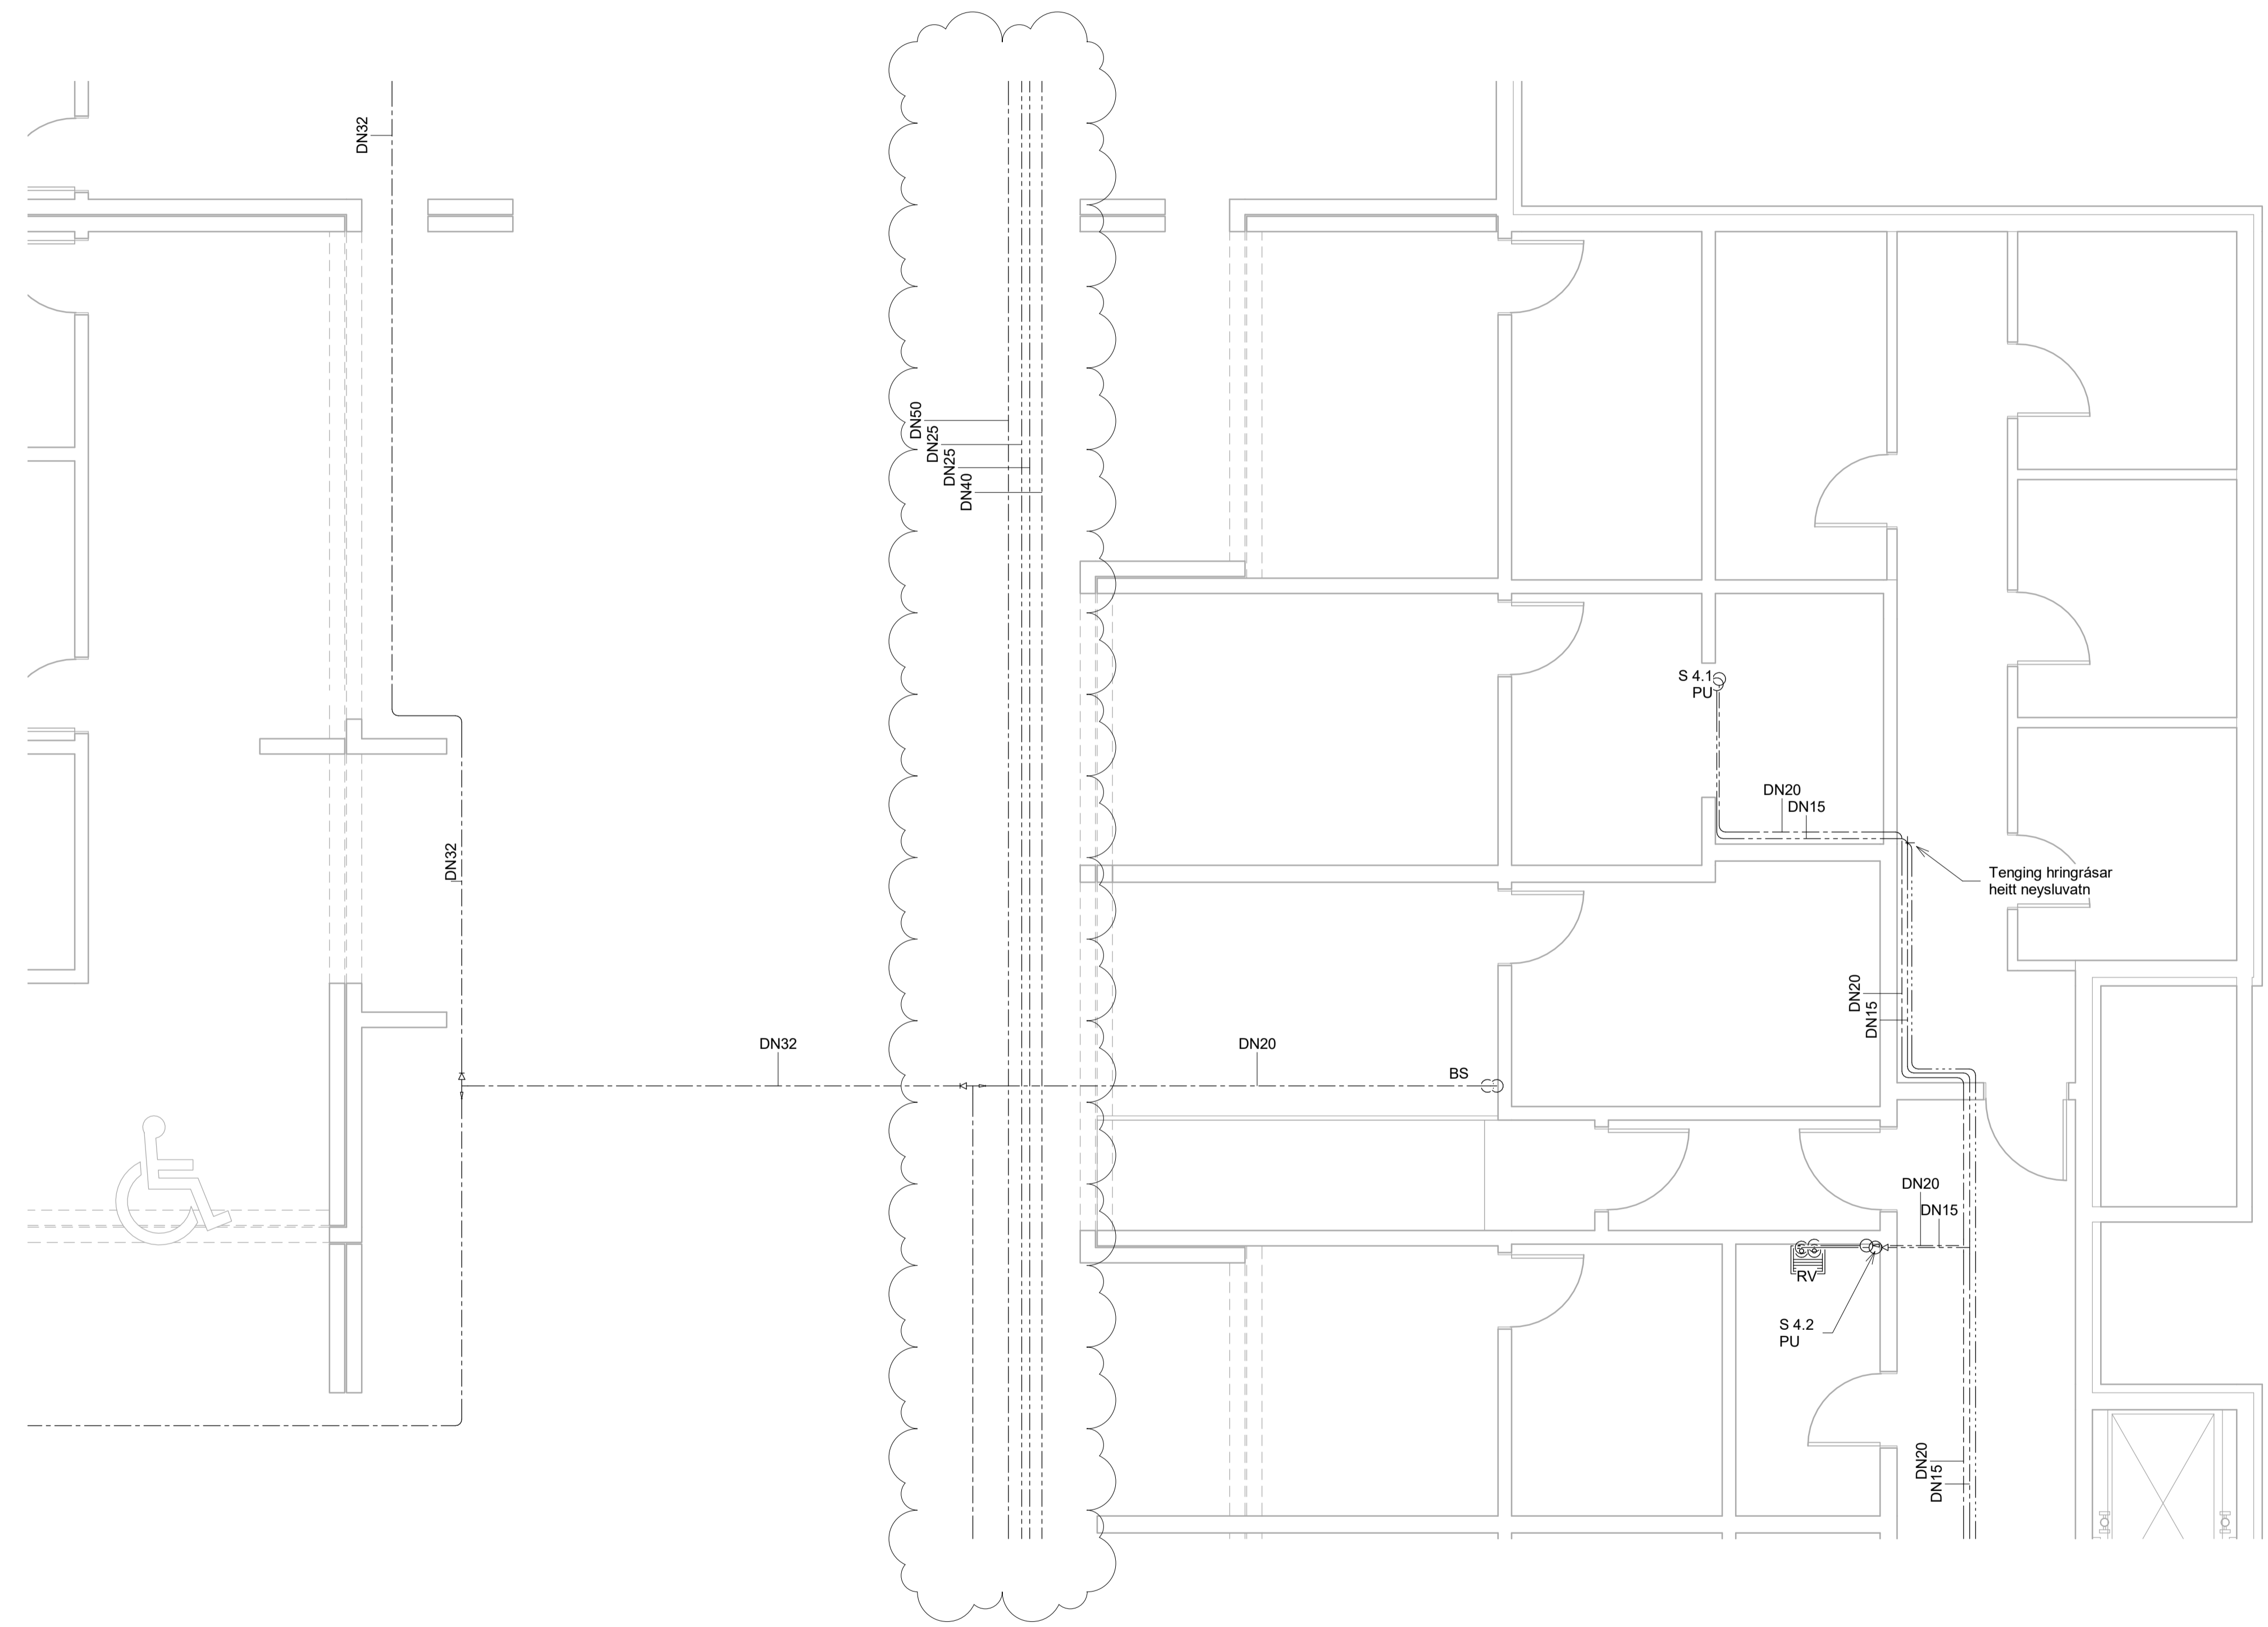 DN32
DN50
DN25
DN25
DN40
S 4.1
PU
DN20
DN15
DN32
Tenging hringrásar
heitt neysluvatn
DN20
DN15
DN32
DN20
BS
DN20
DN15
RV
S 4.2
PU
DN20
DN15